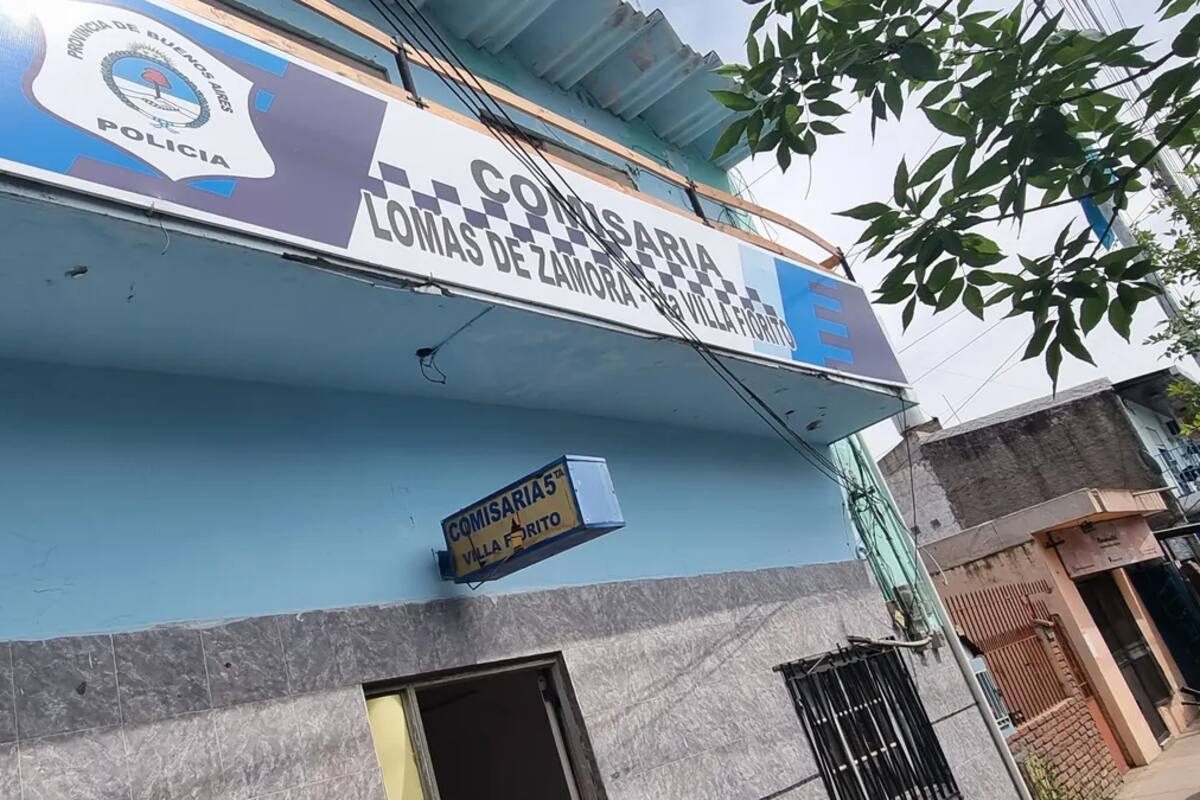 PROVINCIA DE BUENOS AIRES
POLICIA
COMISARIA
LOMAS DE ZAMORA - 5ta VILLA FIORITO
COMISARIA 5TA
VILLA FIORITO